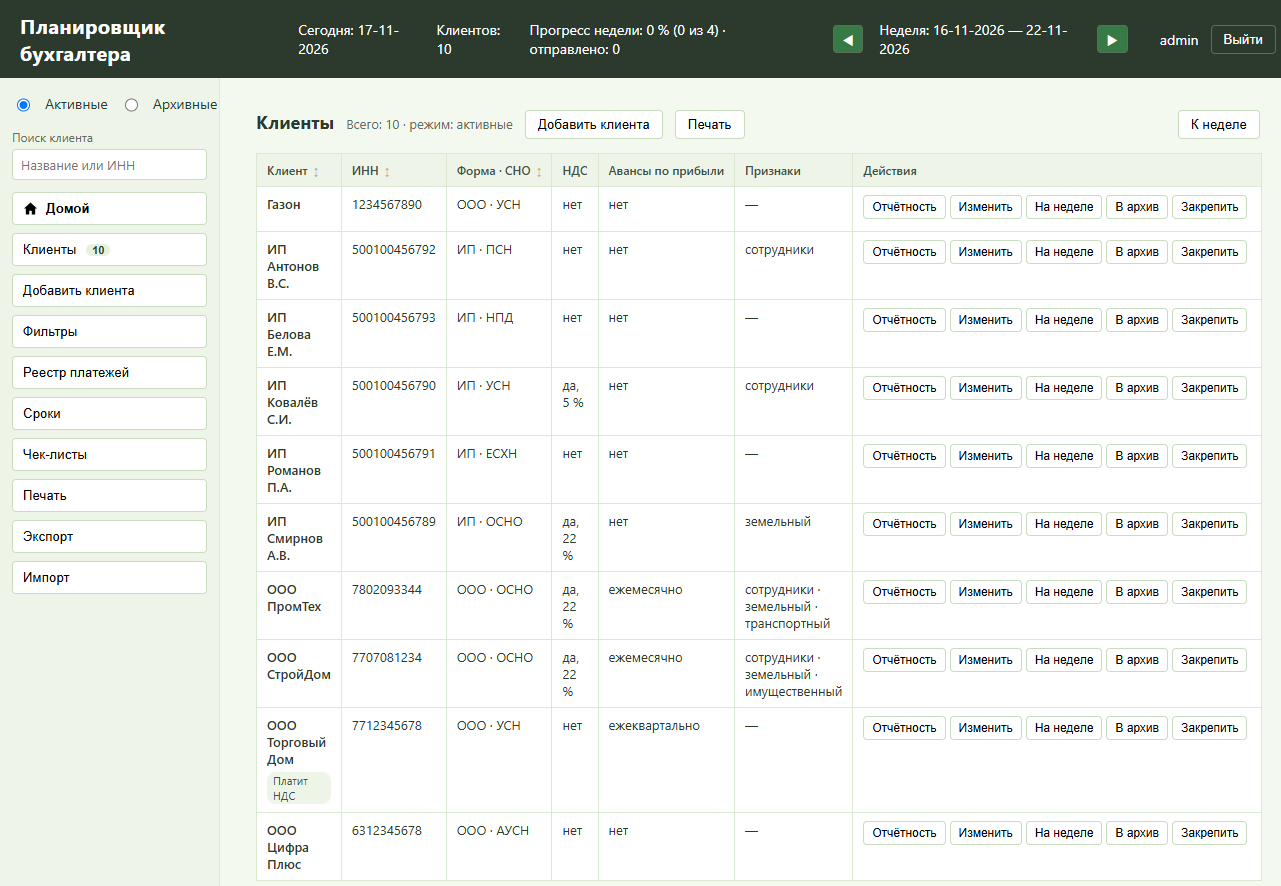 Планировщик
бухгалтера
Сегодня: 17-11-
2026
Клиентов:
10
Прогресс недели: 0 % (0 из 4) ·
отправлено: 0
◀
Неделя: 16-11-2026 — 22-11-
2026
▶
admin
Выйти
Активные
Архивные
Поиск клиента
Название или ИНН
Домой
Клиенты 10
Добавить клиента
Фильтры
Реестр платежей
Сроки
Чек-листы
Печать
Экспорт
Импорт
Клиенты Всего: 10 · режим: активные Добавить клиента Печать К неделе
Клиент ↕ ИНН ↕ Форма · СНО ↕ НДС Авансы по прибыли Признаки Действия
Газон 1234567890 ООО · УСН нет нет — Отчётность Изменить На неделе В архив Закрепить
ИП 500100456792 ИП · ПСН нет нет сотрудники Отчётность Изменить На неделе В архив Закрепить
Антонов
В.С.
ИП 500100456793 ИП · НПД нет нет — Отчётность Изменить На неделе В архив Закрепить
Белова
Е.М.
ИП 500100456790 ИП · УСН да, нет сотрудники Отчётность Изменить На неделе В архив Закрепить
Ковалёв 5 %
С.И.
ИП 500100456791 ИП · ЕСХН нет нет — Отчётность Изменить На неделе В архив Закрепить
Романов
П.А.
ИП 500100456789 ИП · ОСНО да, нет земельный Отчётность Изменить На неделе В архив Закрепить
Смирнов 22
А.В. %
ООО 7802093344 ООО · ОСНО да, ежемесячно сотрудники · Отчётность Изменить На неделе В архив Закрепить
ПромТех 22 земельный ·
% транспортный
ООО 7707081234 ООО · ОСНО да, ежемесячно сотрудники · Отчётность Изменить На неделе В архив Закрепить
СтройДом 22 земельный ·
% имущественный
ООО 7712345678 ООО · УСН нет ежеквартально — Отчётность Изменить На неделе В архив Закрепить
Торговый
Дом
Платит
НДС
ООО 6312345678 ООО · АУСН нет нет — Отчётность Изменить На неделе В архив Закрепить
Цифра
Плюс